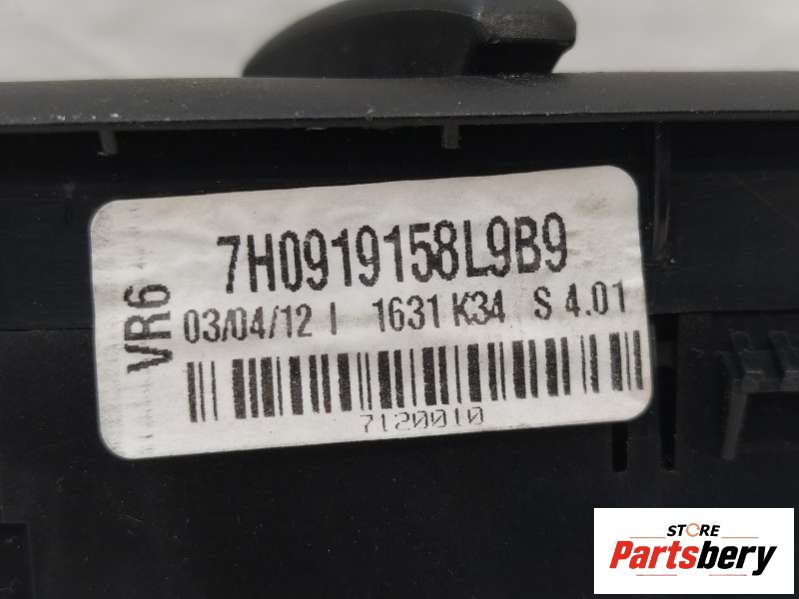 7H0919158L9B9
VR6
03/04/12 I 1631 K34 S 4.01
7120010
STORE
Partsbery